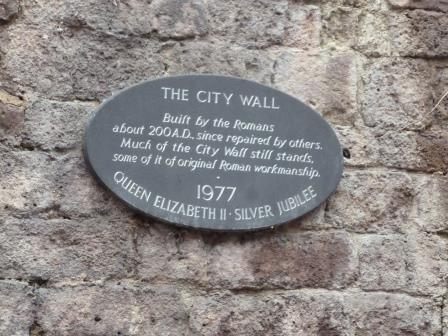 THE CITY WALL
Built by the Romans
about 200 A.D., since repaired by others.
Much of the City Wall still stands,
some of it of original Roman workmanship.
1977
QUEEN ELIZABETH II · SILVER JUBILEE